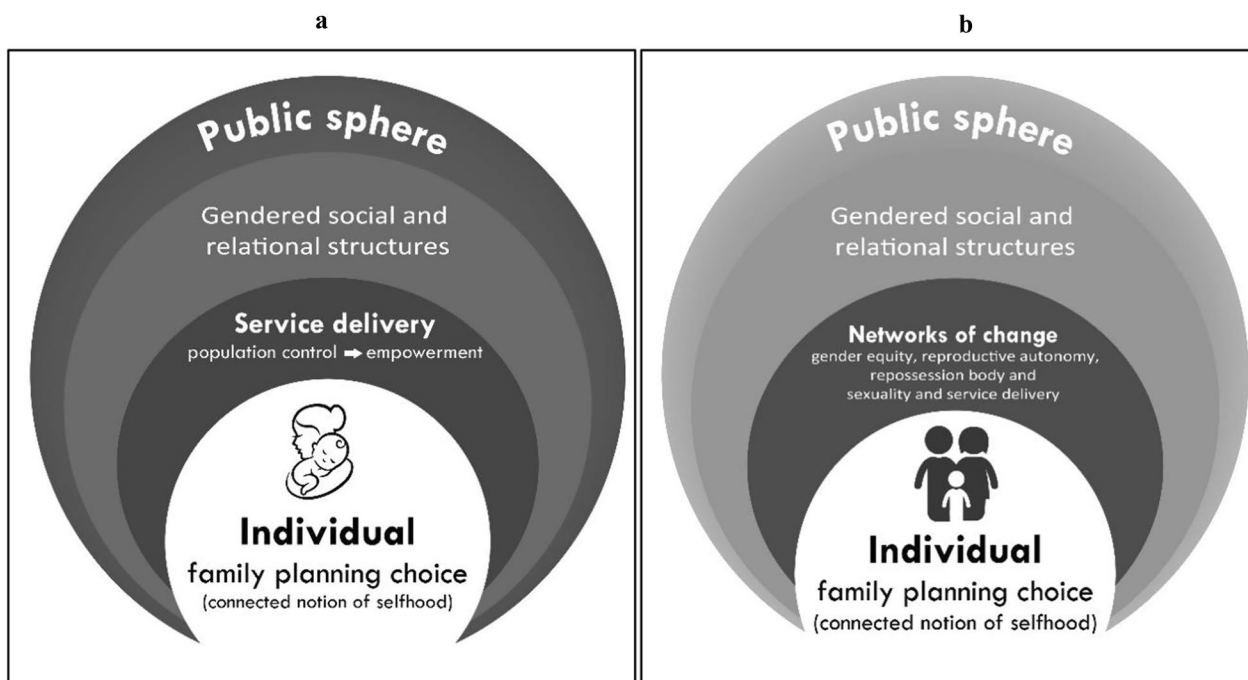 a
Public sphere
Gendered social and
relational structures
Service delivery
population control ➡ empowerment
Individual
family planning choice
(connected notion of selfhood)
b
Public sphere
Gendered social and
relational structures
Networks of change
gender equity, reproductive autonomy,
repossession body and
sexuality and service delivery
Individual
family planning choice
(connected notion of selfhood)